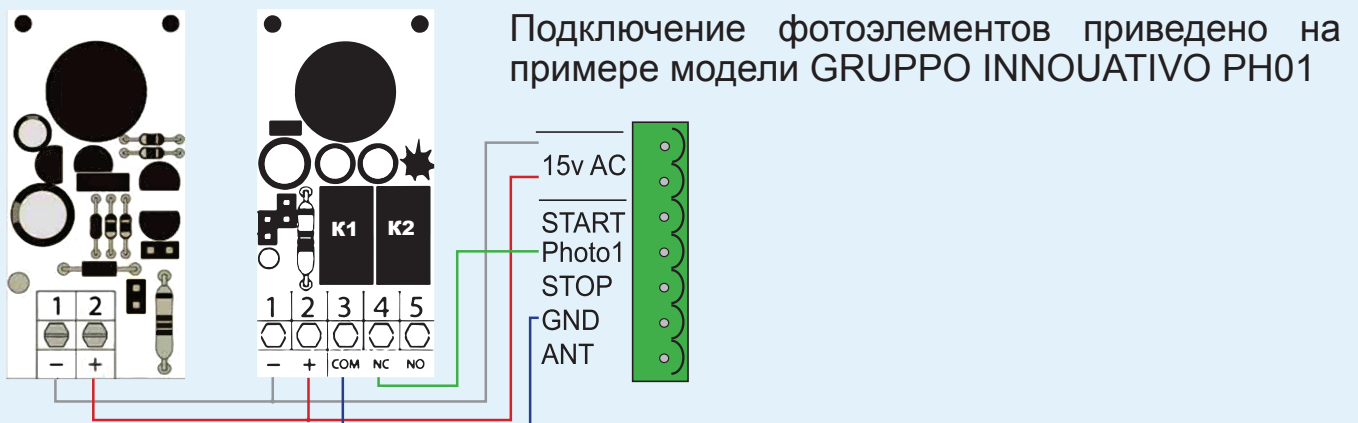 Подключение фотоэлементов приведено на
примере модели GRUPPO INNOUATIVO PH01
15v AC
START
Photo1
STOP
GND
ANT
K1 K2
1 2
− +
1 2 3 4 5
− + COM NC NO